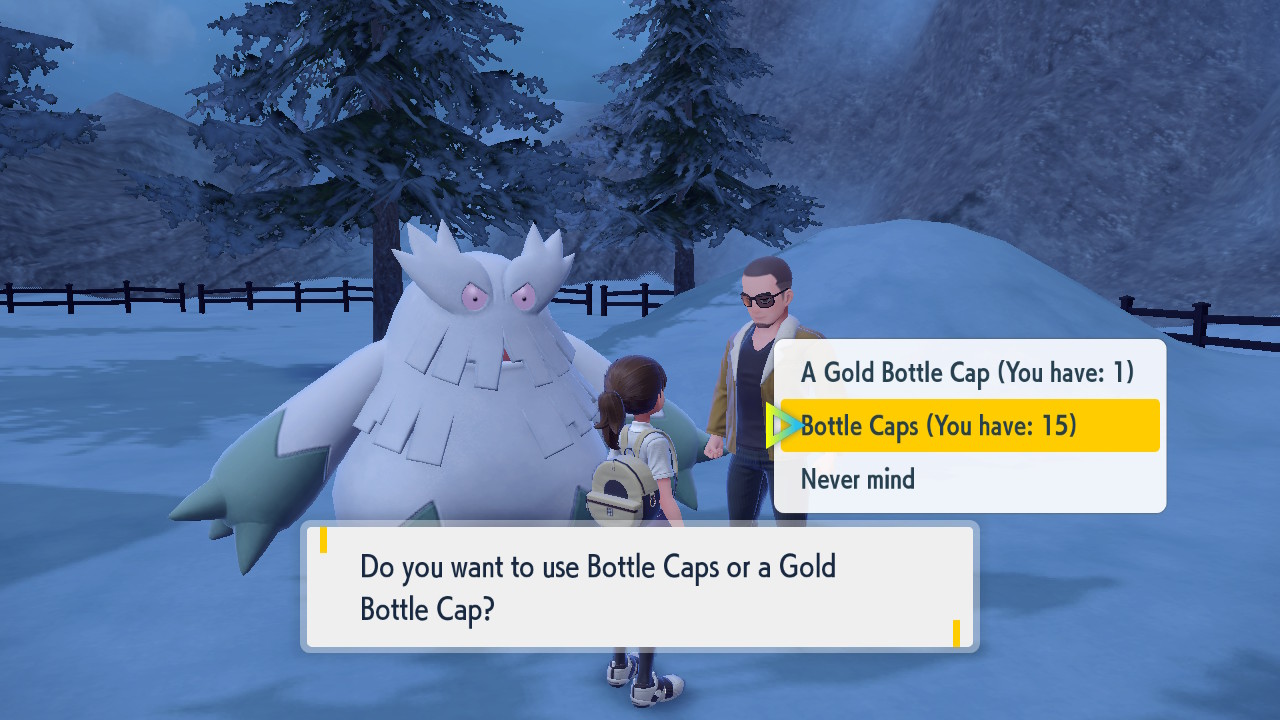 A Gold Bottle Cap (You have: 1)
Bottle Caps (You have: 15)
Never mind
Do you want to use Bottle Caps or a Gold
Bottle Cap?